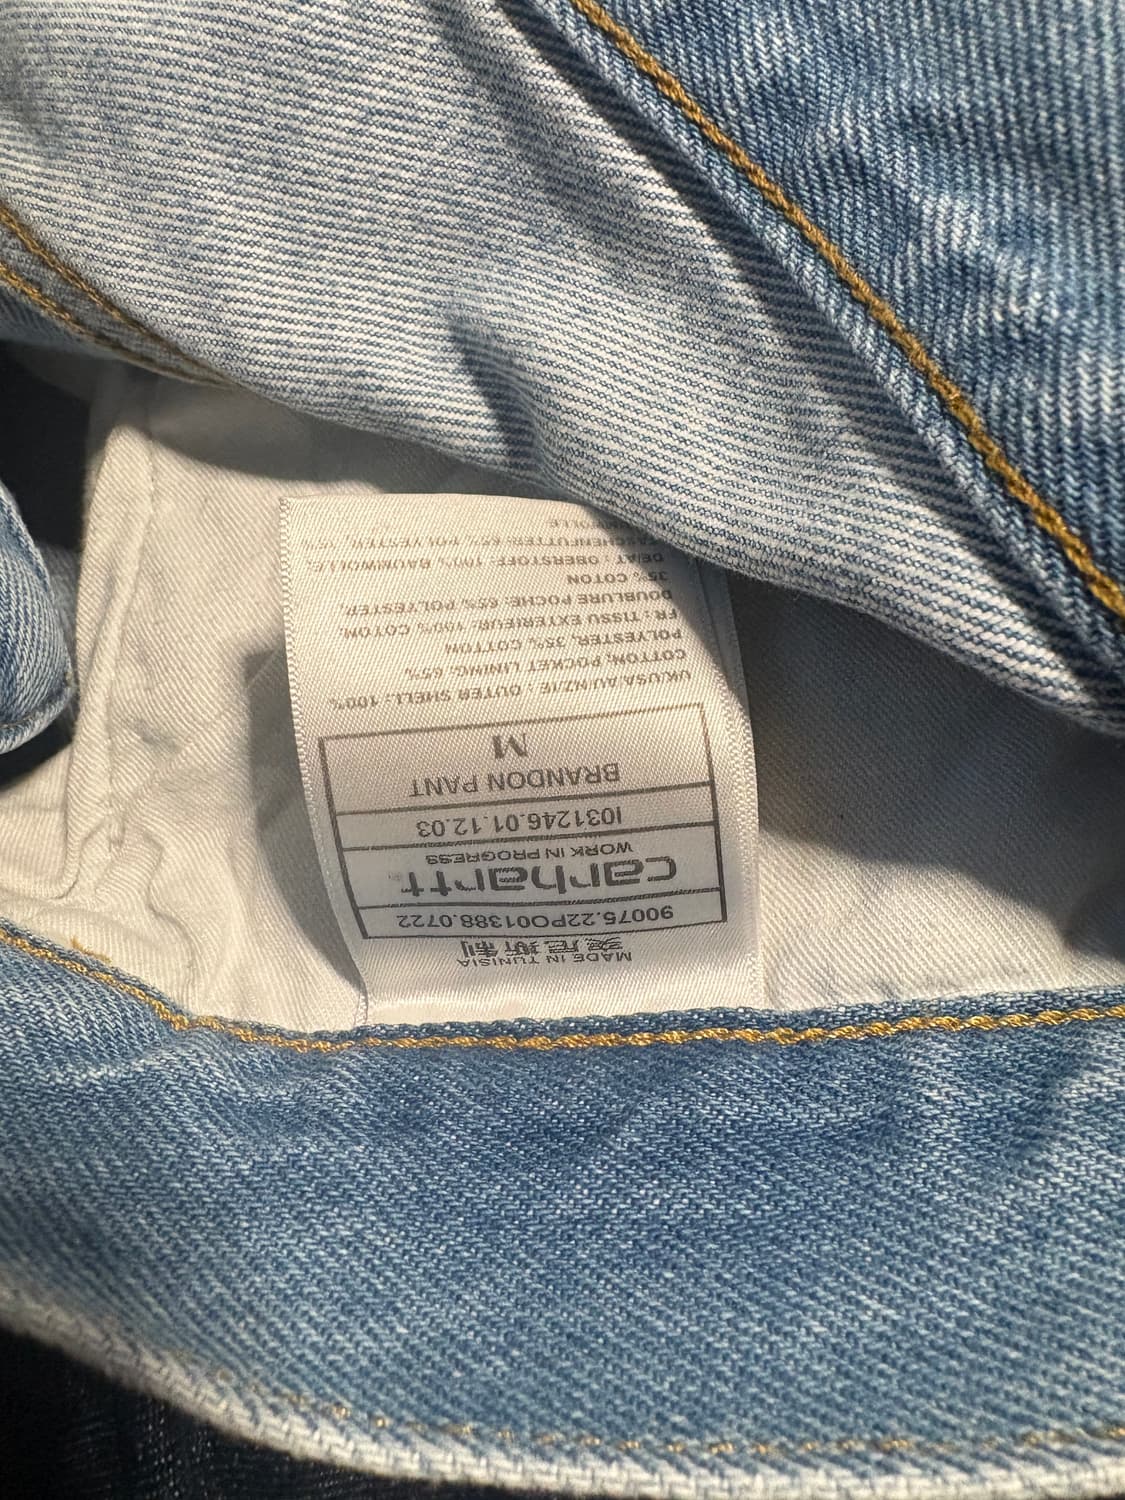 MADE IN TUNISIA
突尼斯制
90075.22PO01388.0722
carhartt
WORK IN PROGRESS
I031246.01.12.03
BRANDON PANT
M
UK/USA/AU/NZ/IE : OUTER SHELL: 100%
COTTON, POCKET LINING: 65%
POLYESTER, 35% COTTON
FR : TISSU EXTERIEUR: 100% COTON,
DOUBLURE POCHE: 65% POLYESTER,
35% COTON
DE/AT : OBERSTOFF: 100% BAUMWOLLE,
TASCHENFUTTER: 65% POLYESTER, 35%